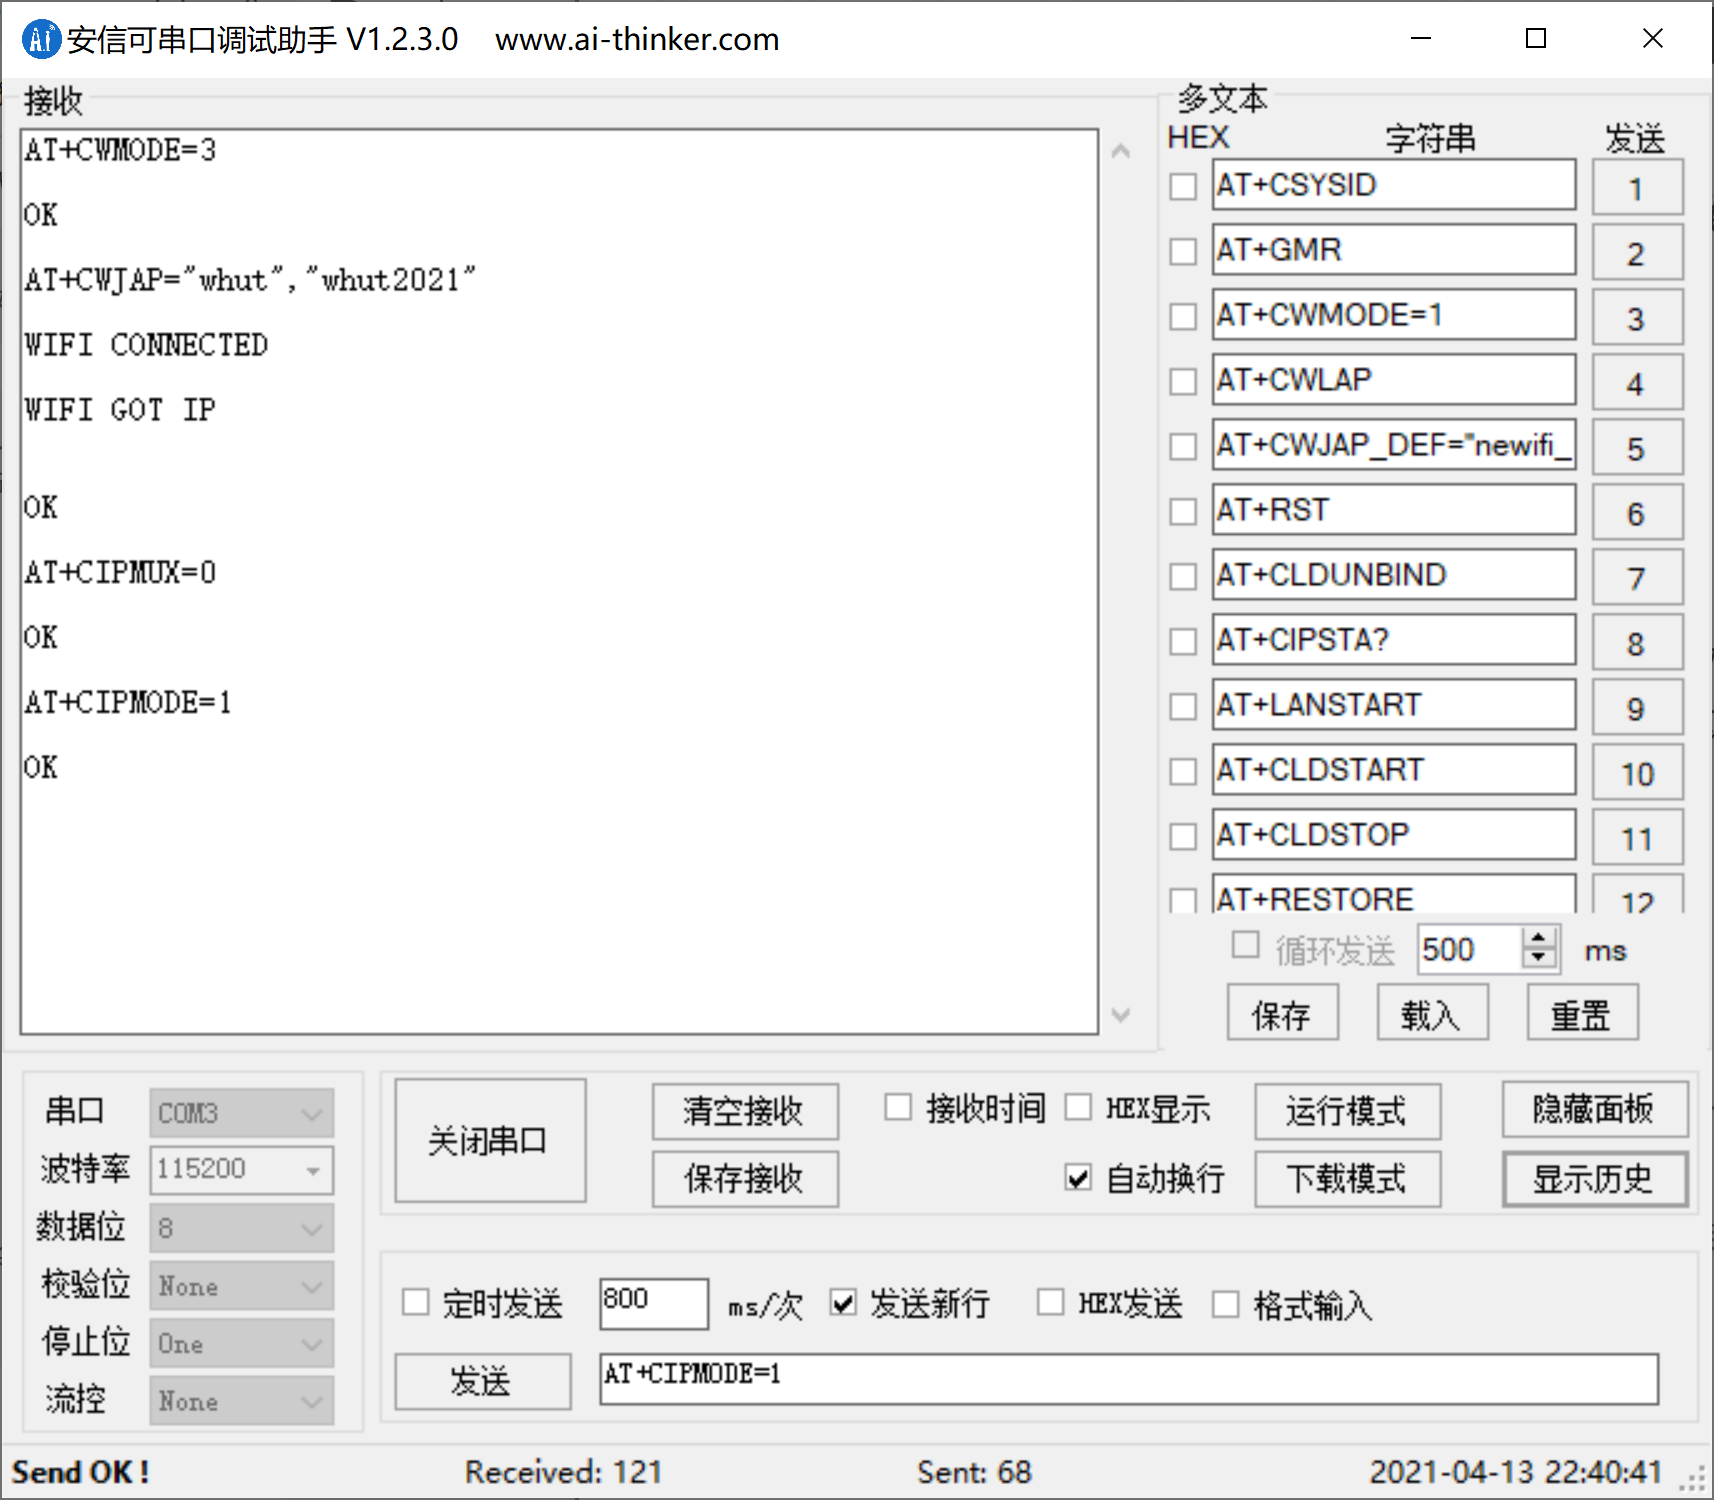 安信可串口调试助手 V1.2.3.0 www.ai-thinker.com
接收
AT+CWMODE=3
OK
AT+CWJAP="whut","whut2021"
WIFI CONNECTED
WIFI GOT IP
OK
AT+CIPMUX=0
OK
AT+CIPMODE=1
OK
多文本
HEX 字符串 发送
AT+CSYSID 1
AT+GMR 2
AT+CWMODE=1 3
AT+CWLAP 4
AT+CWJAP_DEF="newifi_ 5
AT+RST 6
AT+CLDUNBIND 7
AT+CIPSTA? 8
AT+LANSTART 9
AT+CLDSTART 10
AT+CLDSTOP 11
AT+RESTORE 12
循环发送 500 ms
保存 载入 重置
串口 COM3
波特率 115200
数据位 8
校验位 None
停止位 One
流控 None
关闭串口
清空接收 接收时间 HEX显示 运行模式 隐藏面板
保存接收 自动换行 下载模式 显示历史
定时发送 800 ms/次 发送新行 HEX发送 格式输入
发送 AT+CIPMODE=1
Send OK ! Received: 121 Sent: 68 2021-04-13 22:40:41